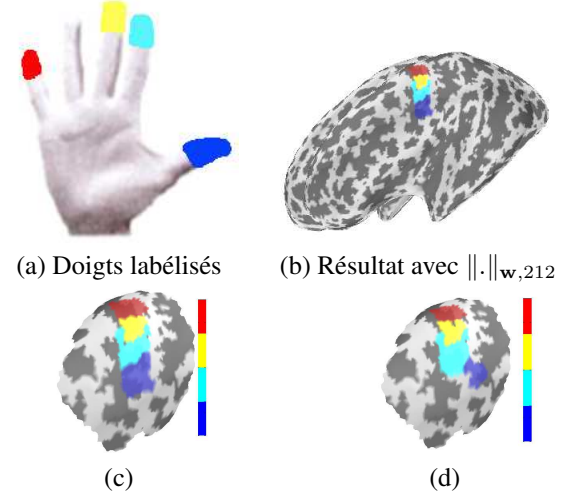 (a) Doigts labélisés
(b) Résultat avec ‖.‖w,212
(c)
(d)